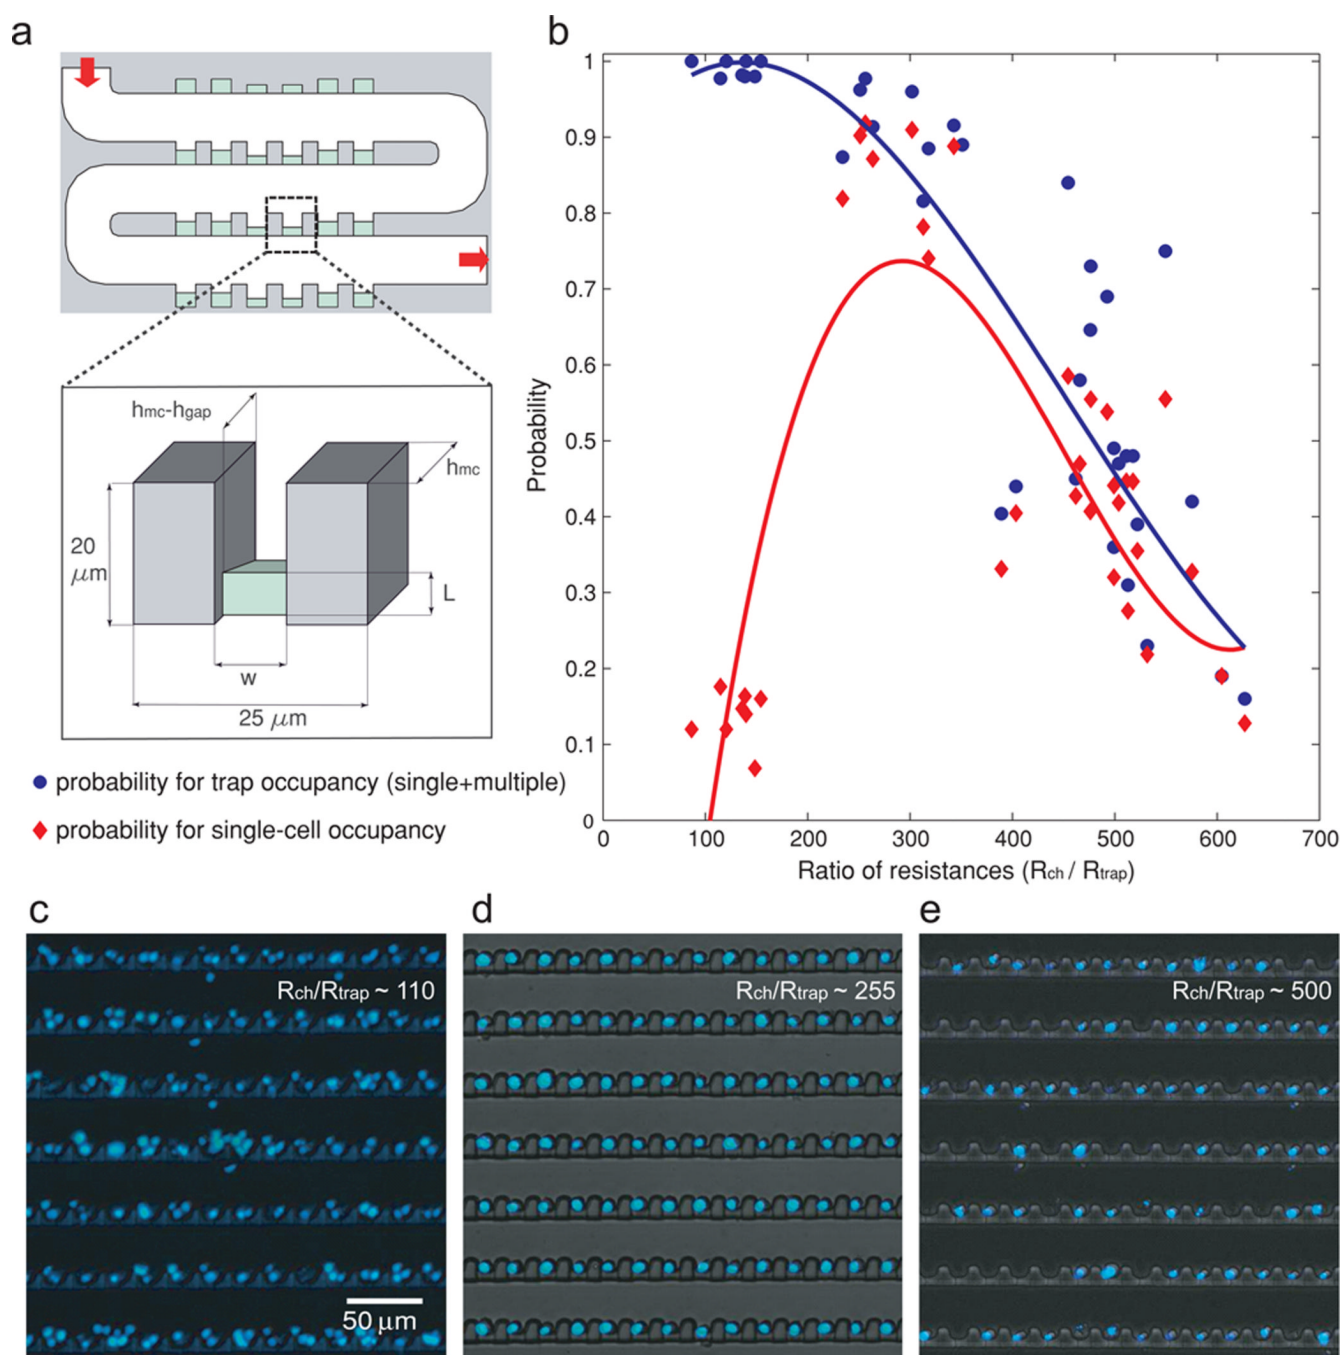 a
hmc-hgap
hmc
20
μm
L
w
25 μm
probability for trap occupancy (single+multiple)
probability for single-cell occupancy
b
1
0.9
0.8
0.7
0.6
0.5
0.4
0.3
0.2
0.1
0
Probability
0 100 200 300 400 500 600 700
Ratio of resistances (Rch / Rtrap)
c
Rch/Rtrap ~ 110
50 μm
d
Rch/Rtrap ~ 255
e
Rch/Rtrap ~ 500